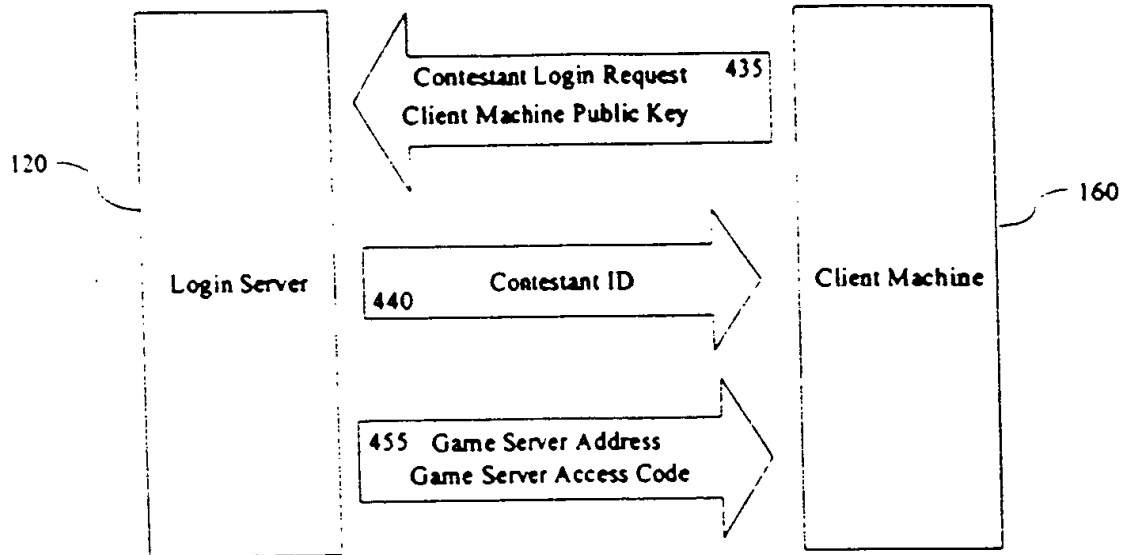 Contestant Login Request 435
Client Machine Public Key
120
160
Login Server
440 Contestant ID
Client Machine
455 Game Server Address
Game Server Access Code